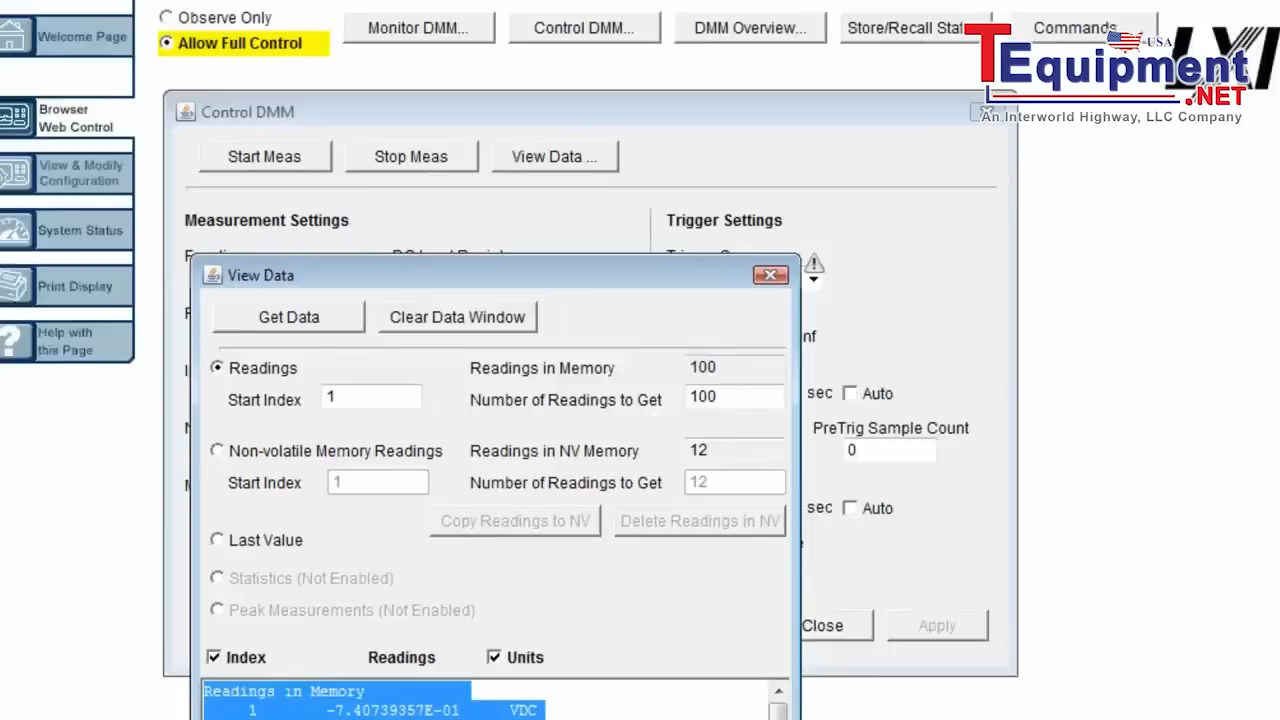 Observe Only
Allow Full Control
Monitor DMM...
Control DMM...
DMM Overview...
Store/Recall
Commands
Welcome Page
LXI
USA
TEquipment
.NET
An Interworld Highway, LLC Company
Browser
Web Control
View & Modify
Configuration
System Status
Print Display
Help with
this Page
Control DMM
Start Meas
Stop Meas
View Data ...
Measurement Settings
Trigger Settings
View Data
Get Data
Clear Data Window
Readings
Readings in Memory
100
Start Index
1
Number of Readings to Get
100
sec
Auto
PreTrig Sample Count
0
Non-volatile Memory Readings
Readings in NV Memory
12
Start Index
1
Number of Readings to Get
12
sec
Auto
Copy Readings to NV
Delete Readings in NV
Last Value
Statistics (Not Enabled)
Peak Measurements (Not Enabled)
Close
Apply
Index
Readings
Units
Readings in Memory
1 -7.40739357E-01 VDC